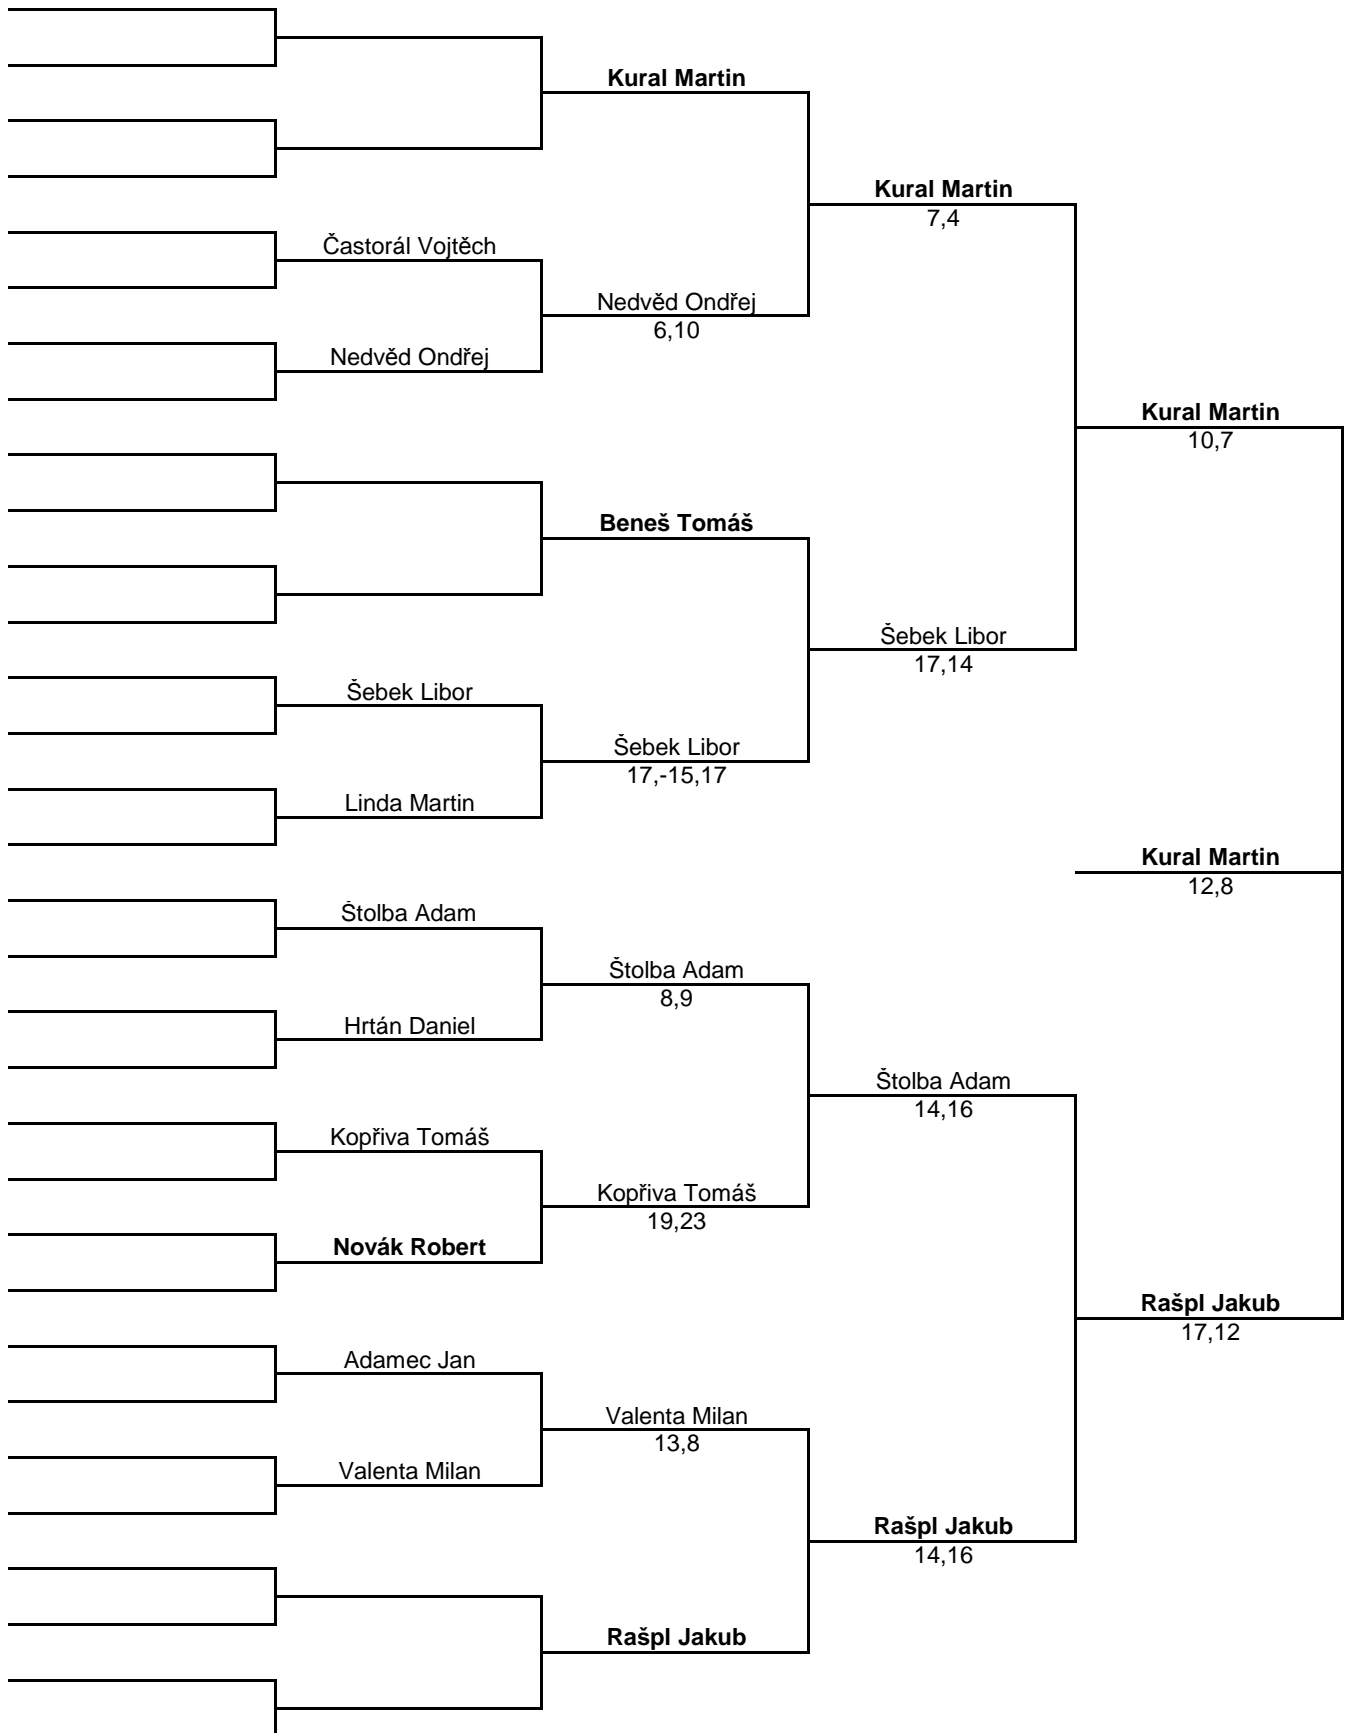 Kural Martin
Kural Martin
7,4
Častorál Vojtěch
Nedvěd Ondřej
6,10
Nedvěd Ondřej
Kural Martin
10,7
Beneš Tomáš
Šebek Libor
17,14
Šebek Libor
Šebek Libor
17,-15,17
Linda Martin
Kural Martin
12,8
Štolba Adam
Štolba Adam
8,9
Hrtán Daniel
Štolba Adam
14,16
Kopřiva Tomáš
Kopřiva Tomáš
19,23
Novák Robert
Rašpl Jakub
17,12
Adamec Jan
Valenta Milan
13,8
Valenta Milan
Rašpl Jakub
14,16
Rašpl Jakub